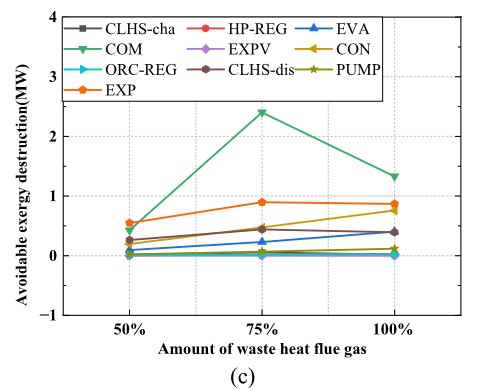 4
3
2
1
0
−1
Avoidable exergy destruction(MW)
CLHS-cha HP-REG EVA
COM EXPV CON
ORC-REG CLHS-dis PUMP
EXP
50% 75% 100%
Amount of waste heat flue gas
(c)